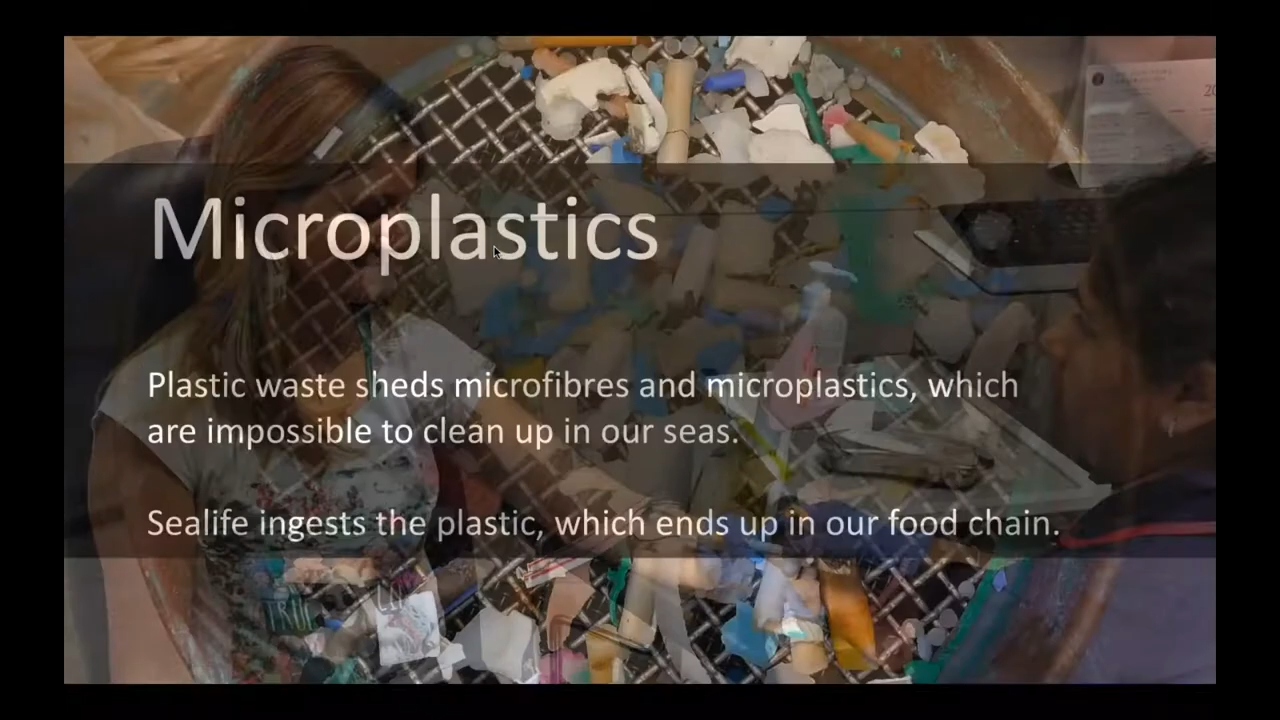 Microplastics
Plastic waste sheds microfibres and microplastics, which
are impossible to clean up in our seas.
Sealife ingests the plastic, which ends up in our food chain.